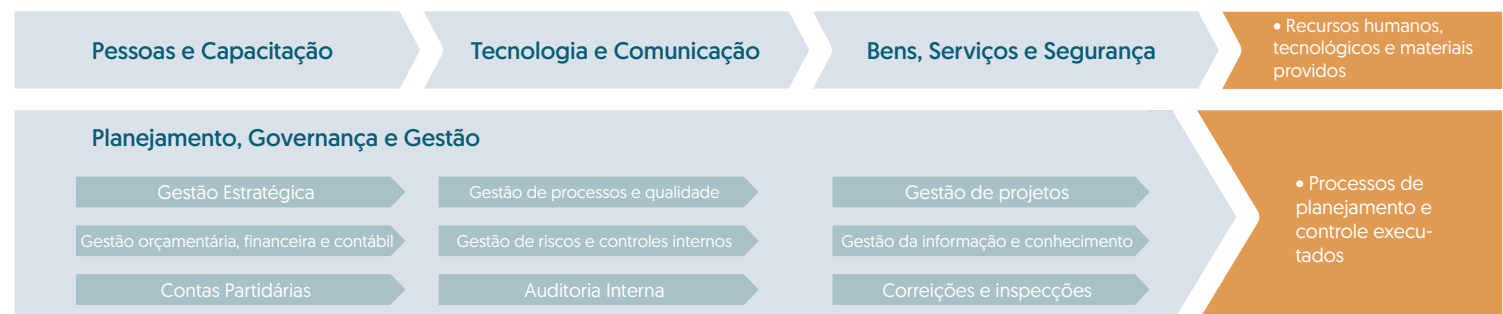 Pessoas e Capacitação
Tecnologia e Comunicação
Bens, Serviços e Segurança
• Recursos humanos,
tecnológicos e materiais
providos
Planejamento, Governança e Gestão
Gestão Estratégica
Gestão de processos e qualidade
Gestão de projetos
Gestão orçamentária, financeira e contábil
Gestão de riscos e controles internos
Gestão da informação e conhecimento
Contas Partidárias
Auditoria Interna
Correições e inspecções
• Processos de
planejamento e
controle execu-
tados